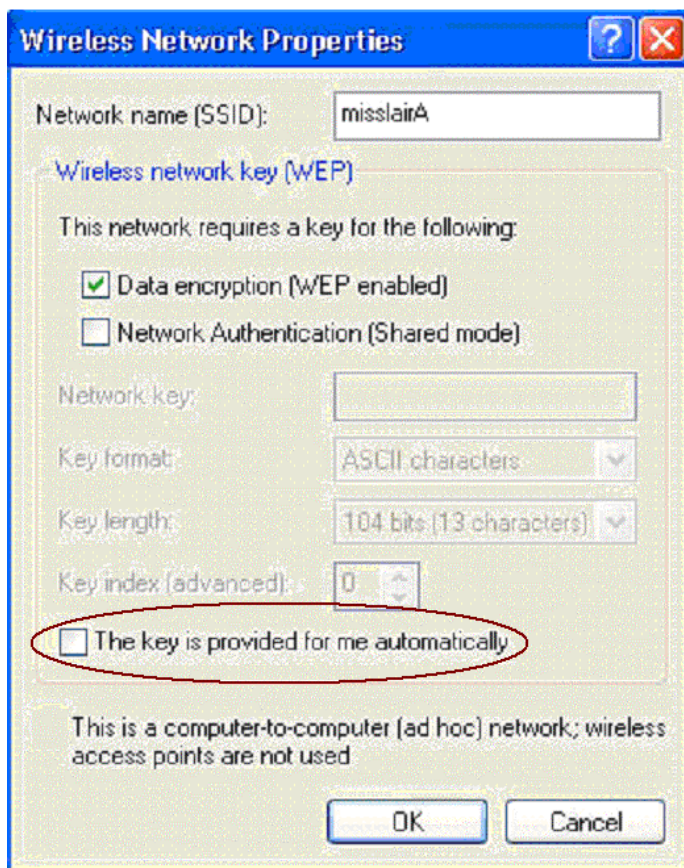 Wireless Network Properties
Network name (SSID): misslairA
Wireless network key (WEP)
This network requires a key for the following:
Data encryption (WEP enabled)
Network Authentication (Shared mode)
Network key:
Key format: ASCII characters
Key length: 104 bits (13 characters)
Key index (advanced): 0
The key is provided for me automatically
This is a computer-to-computer (ad hoc) network; wireless
access points are not used
OK Cancel